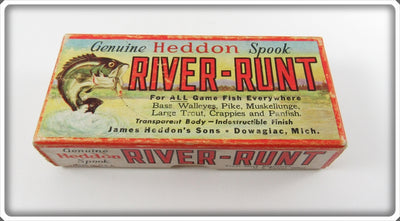 Genuine Heddon Spook
RIVER-RUNT
For ALL Game Fish Everywhere
Bass, Walleyes, Pike, Muskelunge,
Large Trout, Crappies and Panfish.
Transparent Body - Indestructible Finish
James Heddon's Sons - Dowagiac, Mich.
Genuine
Heddon
Spook
RIVER-RUNT